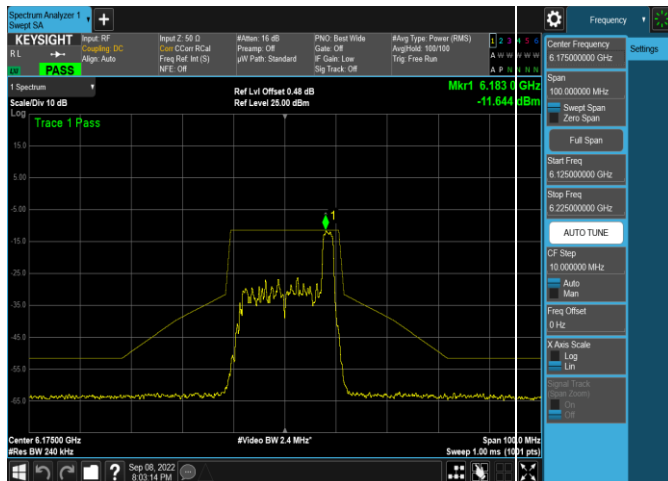 Spectrum Analyzer 1
Swept SA
Frequency
KEYSIGHT
RL
LXI
PASS
Input: RF
Coupling: DC
Align: Auto
Input Z: 50 Ω
Corr CCorr RCal
Freq Ref: Int (S)
NFE: Off
#Atten: 16 dB
Preamp: Off
µW Path: Standard
PNO: Best Wide
Gate: Off
IF Gain: Low
Sig Track: Off
#Avg Type: Power (RMS)
Avg|Hold: 100/100
Trig: Free Run
1 2 3 4 5 6
A W W W W W
A P N N N N
1 Spectrum
Scale/Div 10 dB
Log
Ref Lvl Offset 0.48 dB
Ref Level 25.00 dBm
Mkr1 6.183 0 GHz
-11.644 dBm
Trace 1 Pass
15.0
5.00
-5.00
-15.0
-25.0
-35.0
-45.0
-55.0
-65.0
1
Center 6.17500 GHz
#Res BW 240 kHz
#Video BW 2.4 MHz*
Span 100.0 MHz
Sweep 1.00 ms (1001 pts)
Sep 08, 2022
8:03:14 PM
Center Frequency
6.175000000 GHz
Settings
Span
100.000000 MHz
Swept Span
Zero Span
Full Span
Start Freq
6.125000000 GHz
Stop Freq
6.225000000 GHz
AUTO TUNE
CF Step
10.000000 MHz
Auto
Man
Freq Offset
0 Hz
X Axis Scale
Log
Lin
Signal Track
(Span Zoom)
On
Off